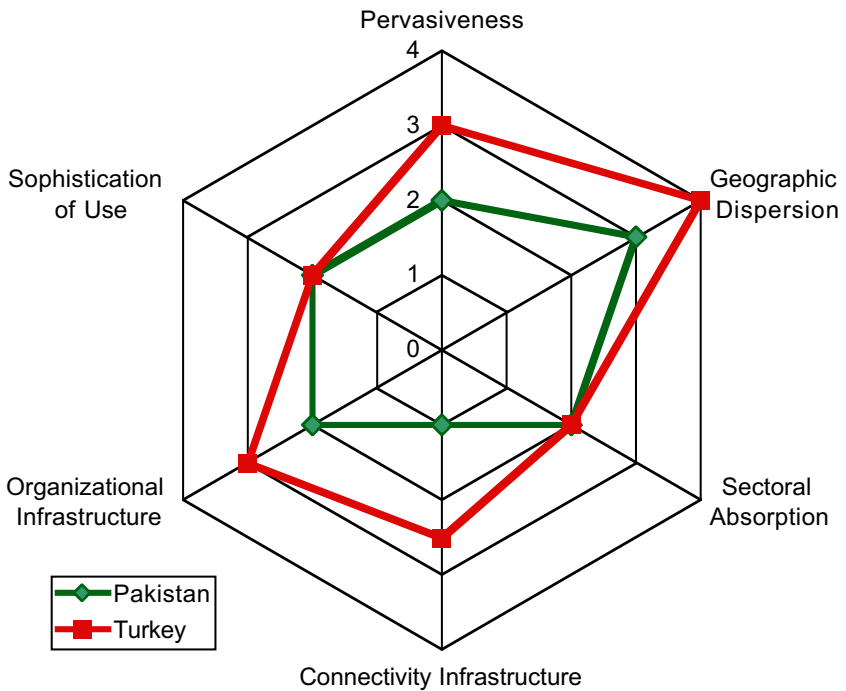 Pervasiveness
4
3
2
1
0
Geographic
Dispersion
Sectoral
Absorption
Connectivity Infrastructure
Organizational
Infrastructure
Sophistication
of Use
Pakistan
Turkey